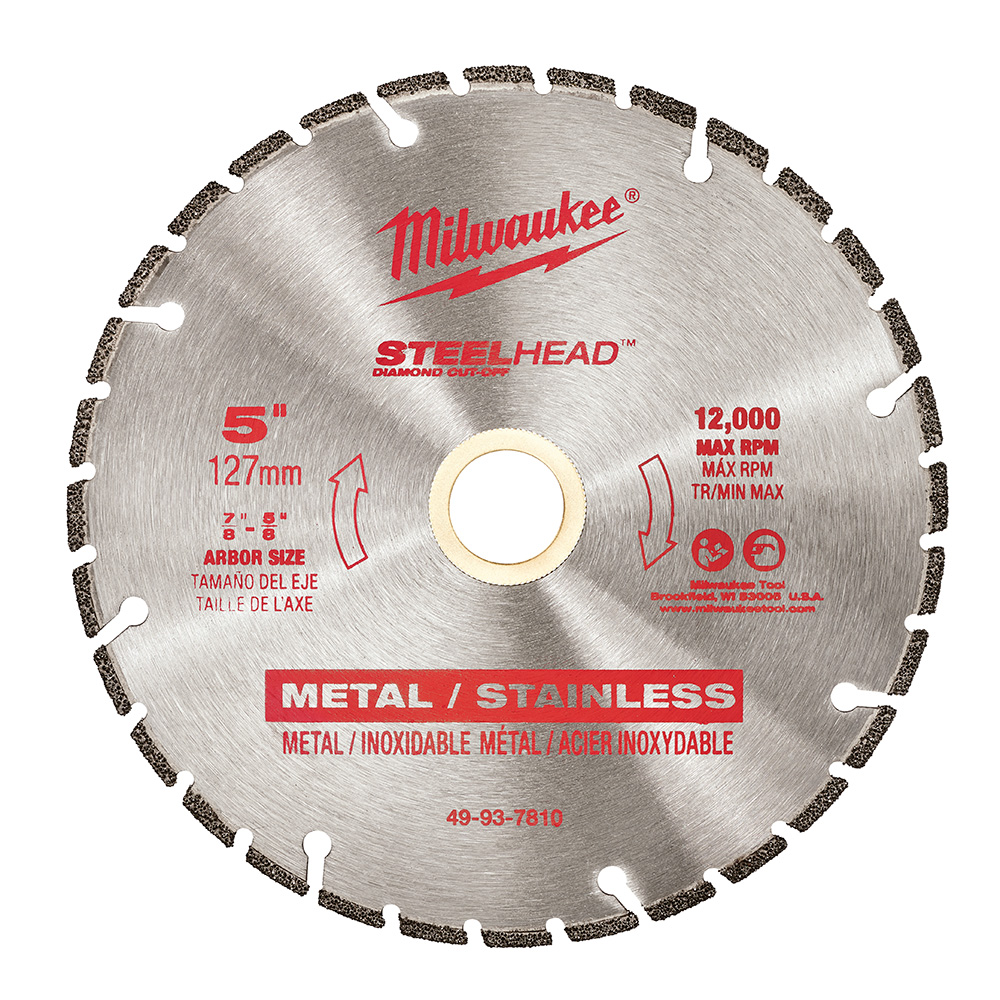 Milwaukee®
STEELHEAD™
DIAMOND CUT-OFF
5"
127mm
7/8" - 5/8"
ARBOR SIZE
TAMAÑO DEL EJE
TAILLE DE L'AXE
12,000
MAX RPM
MÁX RPM
TR/MIN MAX
Milwaukee Tool
Brookfield, WI 53005 U.S.A.
www.milwaukeetool.com
METAL / STAINLESS
METAL / INOXIDABLE MÉTAL / ACIER INOXYDABLE
49-93-7810